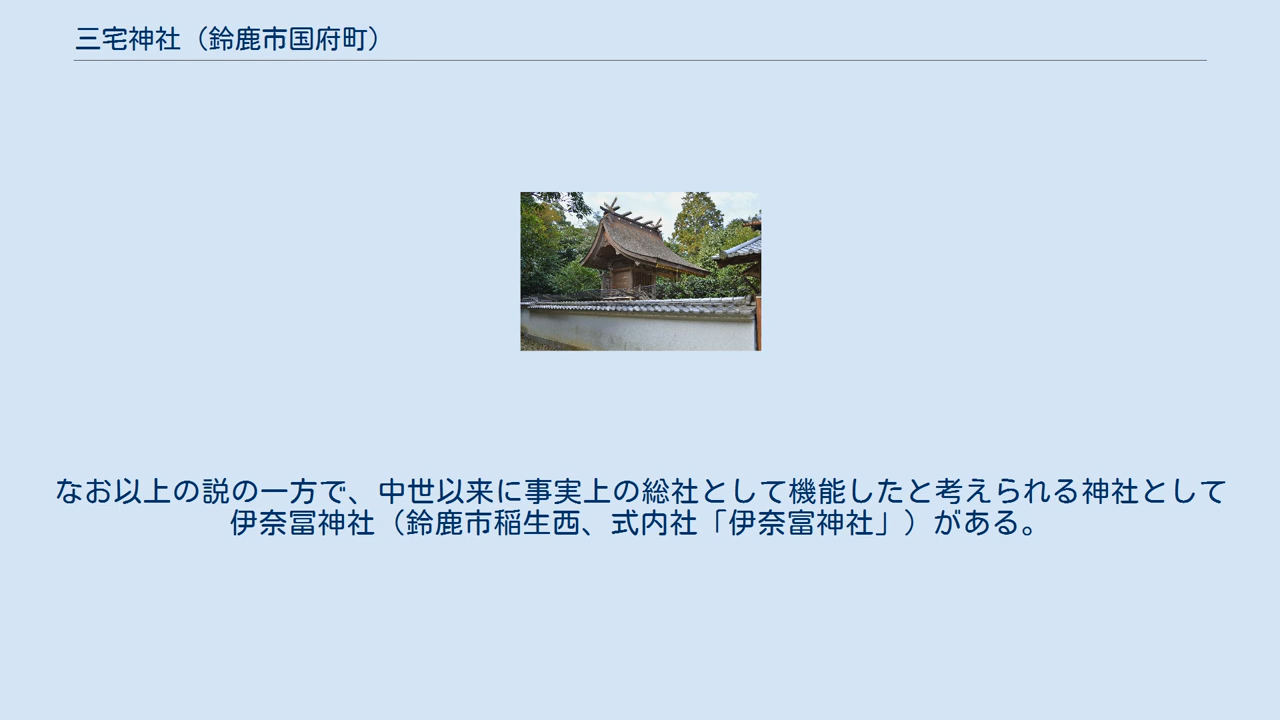 三宅神社（鈴鹿市国府町）
なお以上の説の一方で、中世以来に事実上の総社として機能したと考えられる神社として
伊奈冨神社（鈴鹿市稲生西、式内社「伊奈富神社」）がある。